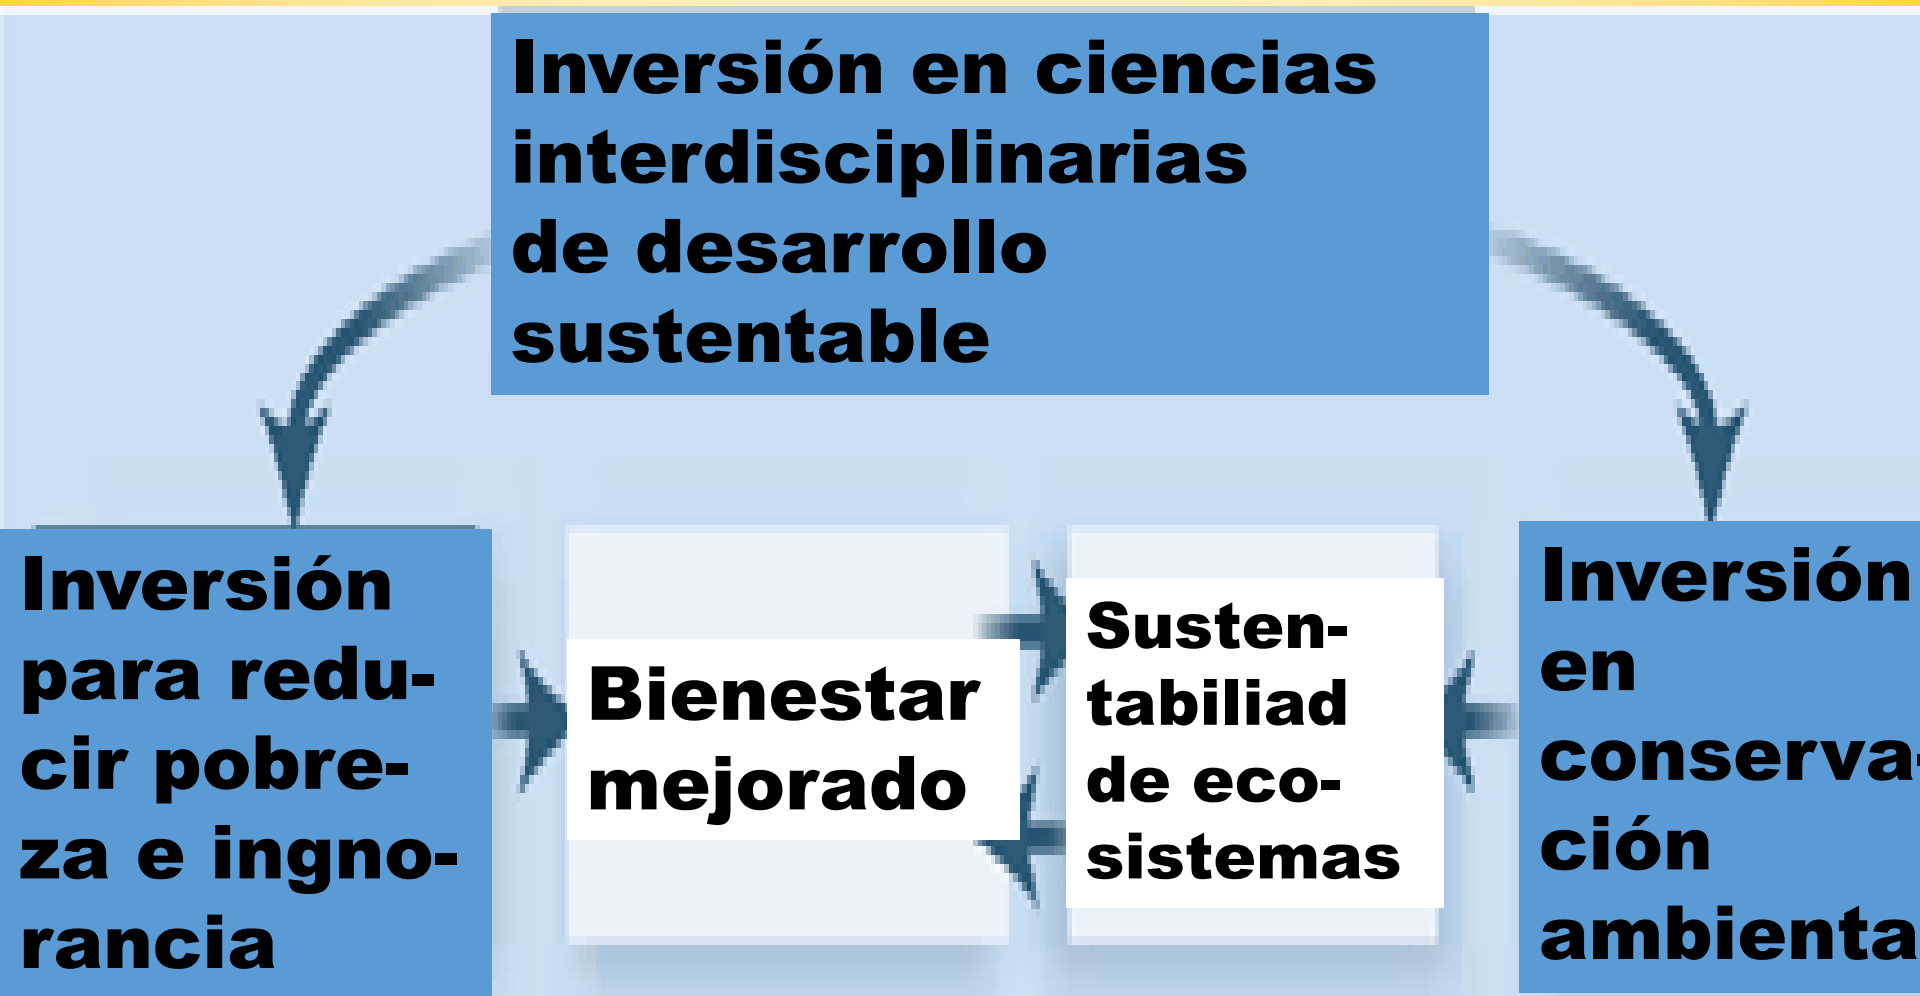 Inversión en ciencias
interdisciplinarias
de desarrollo
sustentable
Inversión
para redu-
cir pobre-
za e ingno-
rancia
Bienestar
mejorado
Susten-
tabiliad
de eco-
sistemas
Inversión
en
conserva-
ción
ambienta